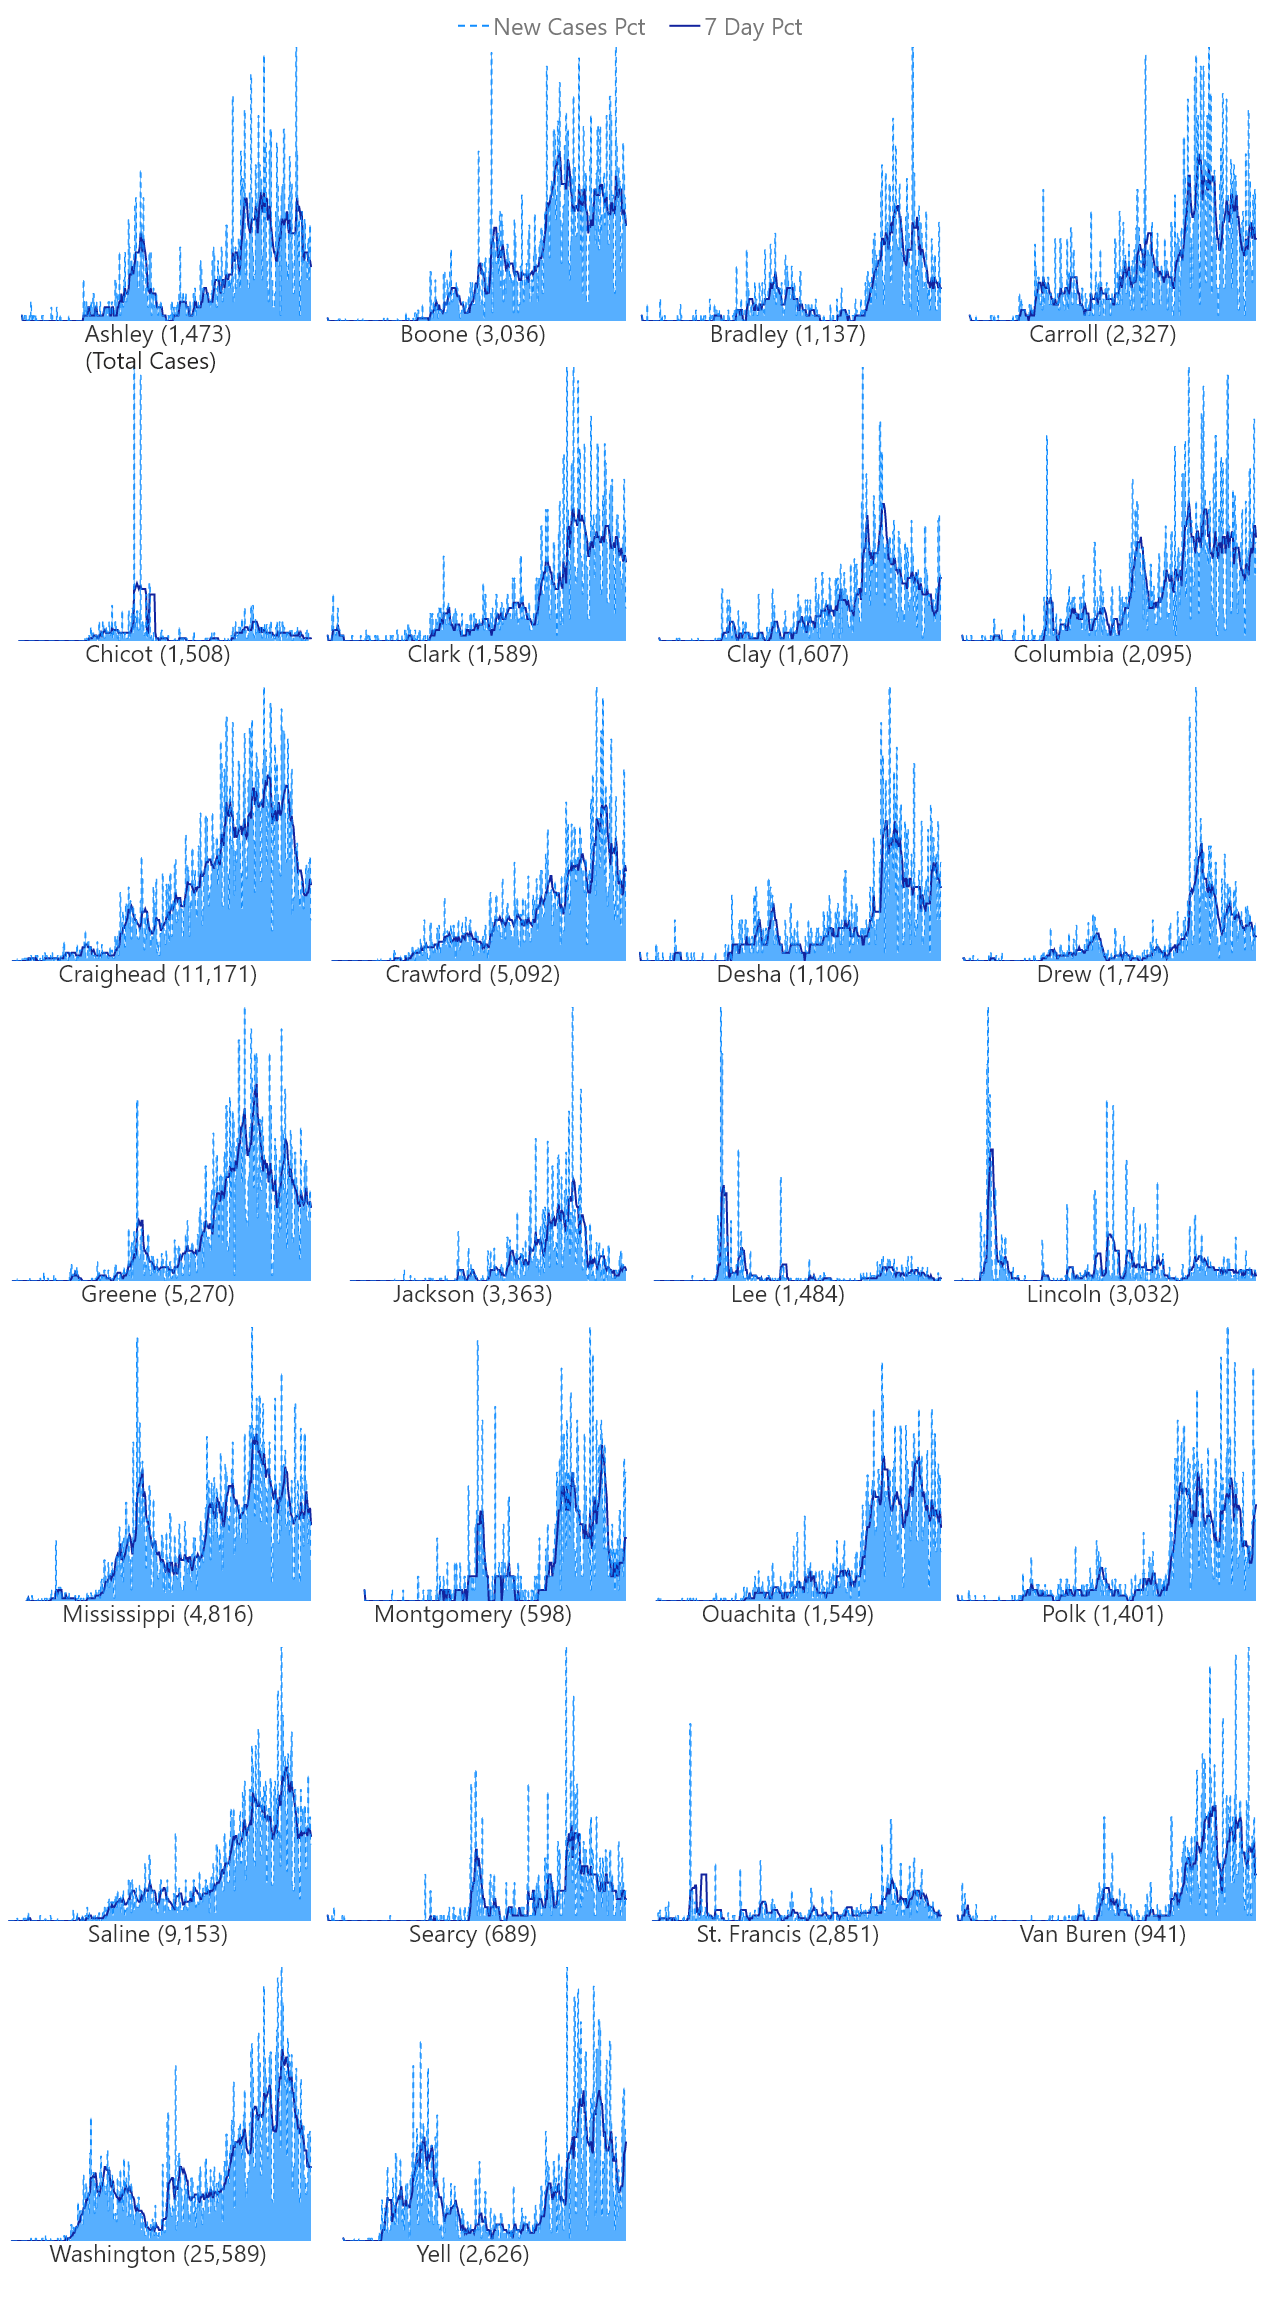 New Cases Pct 7 Day Pct
Ashley (1,473) Boone (3,036) Bradley (1,137) Carroll (2,327)
(Total Cases)
Chicot (1,508) Clark (1,589) Clay (1,607) Columbia (2,095)
Craighead (11,171) Crawford (5,092) Desha (1,106) Drew (1,749)
Greene (5,270) Jackson (3,363) Lee (1,484) Lincoln (3,032)
Mississippi (4,816) Montgomery (598) Ouachita (1,549) Polk (1,401)
Saline (9,153) Searcy (689) St. Francis (2,851) Van Buren (941)
Washington (25,589) Yell (2,626)